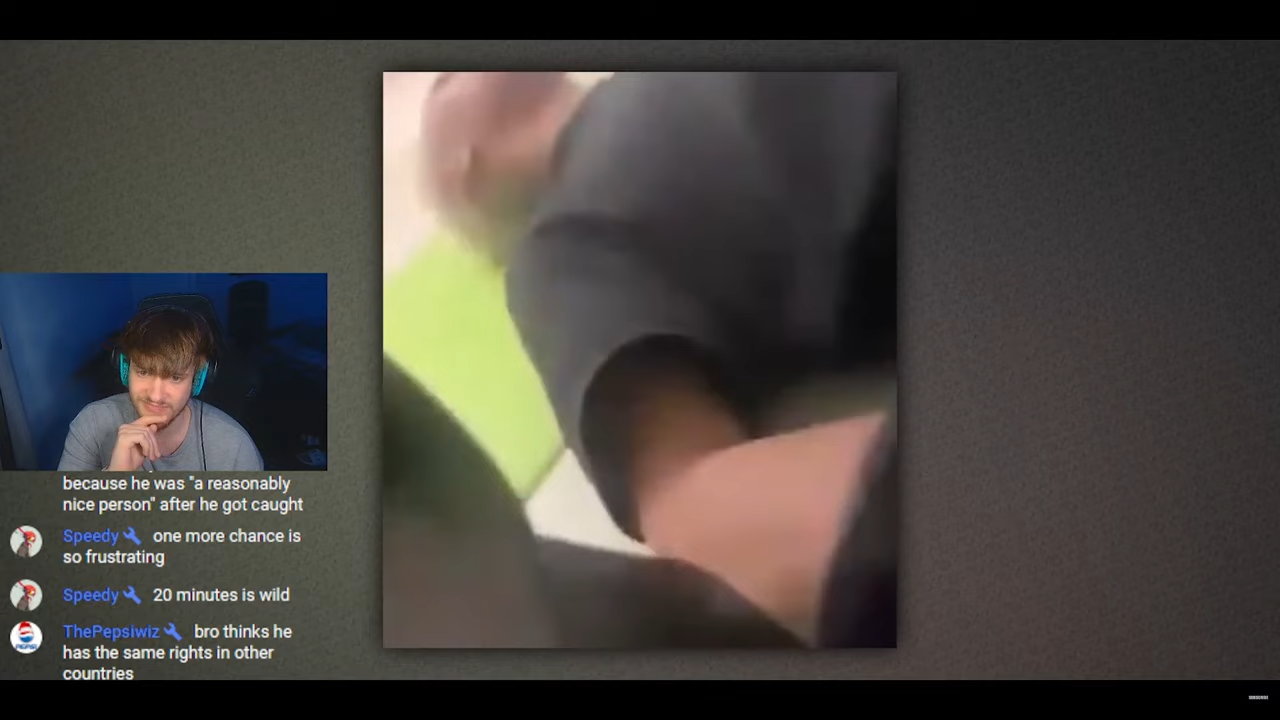 because he was "a reasonably
nice person" after he got caught
Speedy one more chance is
so frustrating
Speedy 20 minutes is wild
ThePepsiwiz bro thinks he
has the same rights in other
countries